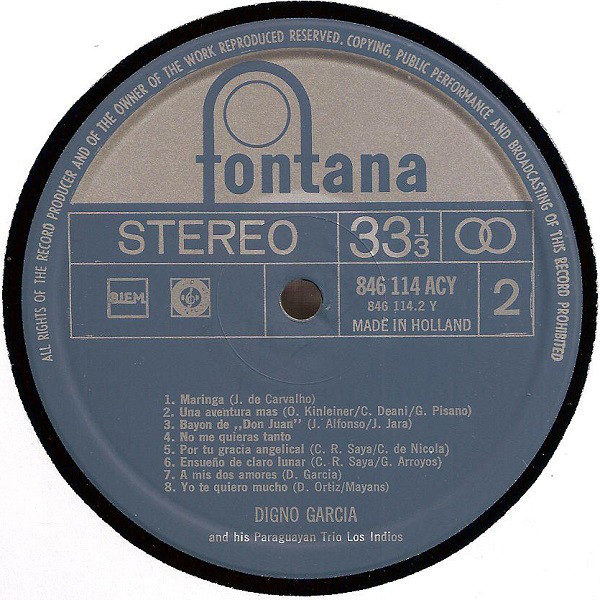 ALL RIGHTS OF THE RECORD PRODUCER AND OF THE OWNER OF THE WORK REPRODUCED RESERVED. COPYING, PUBLIC PERFORMANCE AND BROADCASTING OF THIS RECORD PROHIBITED
fontana
STEREO 33 1/3
BIEM 846 114 ACY 2
846 114.2 Y
MADE IN HOLLAND
1. Maringa (J. de Carvalho)
2. Una aventura mas (O. Kinleiner/C. Deani/G. Pisano)
3. Bayon de „Don Juan” (J. Alfonso/J. Jara)
4. No me quieras tanto
5. Por tu gracia angelical (C. R. Saya/C. de Nicola)
6. Ensueño de claro lunar (C. R. Saya/G. Arroyos)
7. A mis dos amores (D. Garcia)
8. Yo te quiero mucho (D. Ortiz/Mayans)
DIGNO GARCIA
and his Paraguayan Trio Los Indios